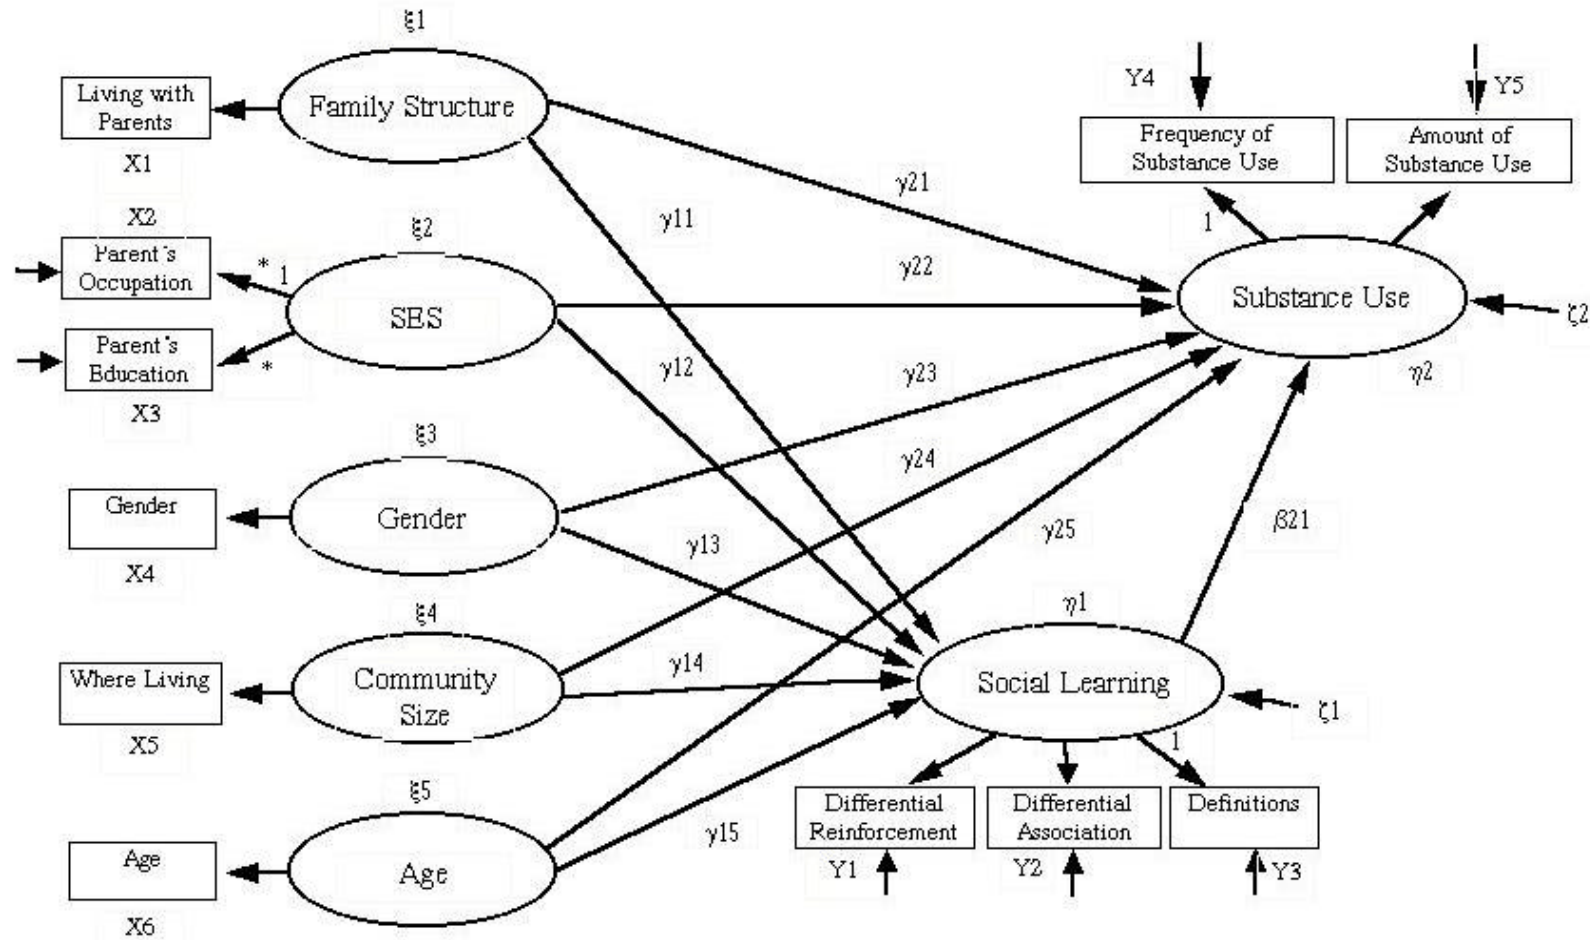 ξ1
Living with
Parents
X1
Family Structure
X2
Parent's
Occupation
* 1
ξ2
SES
Parent's
Education
*
X3
ξ3
Gender
Gender
X4
ξ4
Where Living
Community
Size
X5
ξ5
Age
Age
X6
γ21
γ11
γ22
γ12
γ23
γ24
γ13
γ25
γ14
γ15
β21
Y4
Y5
Frequency of
Substance Use
Amount of
Substance Use
1
Substance Use
ζ2
η2
η1
Social Learning
ζ1
1
Differential
Reinforcement
Differential
Association
Definitions
Y1
Y2
Y3